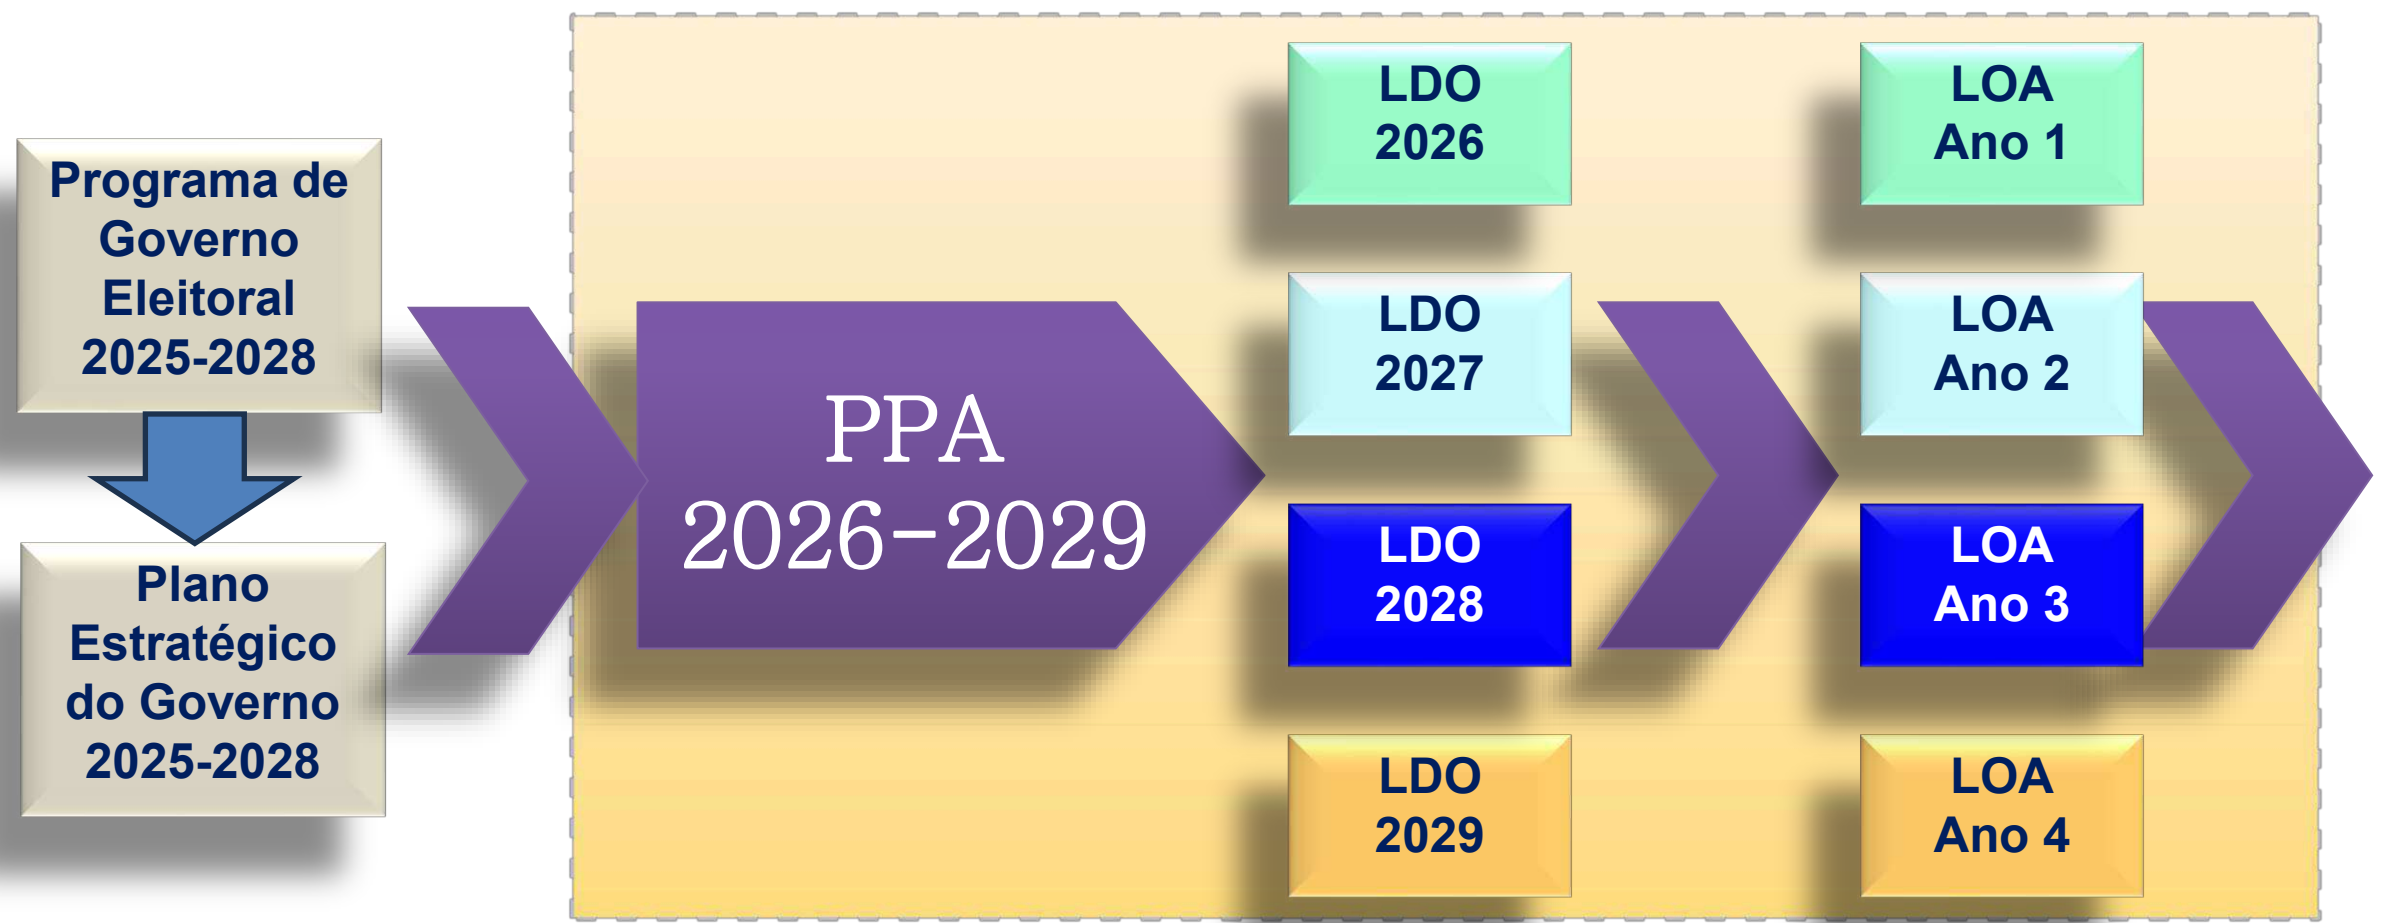 Programa de
Governo
Eleitoral
2025-2028
Plano
Estratégico
do Governo
2025-2028
PPA
2026-2029
LDO
2026
LDO
2027
LDO
2028
LDO
2029
LOA
Ano 1
LOA
Ano 2
LOA
Ano 3
LOA
Ano 4